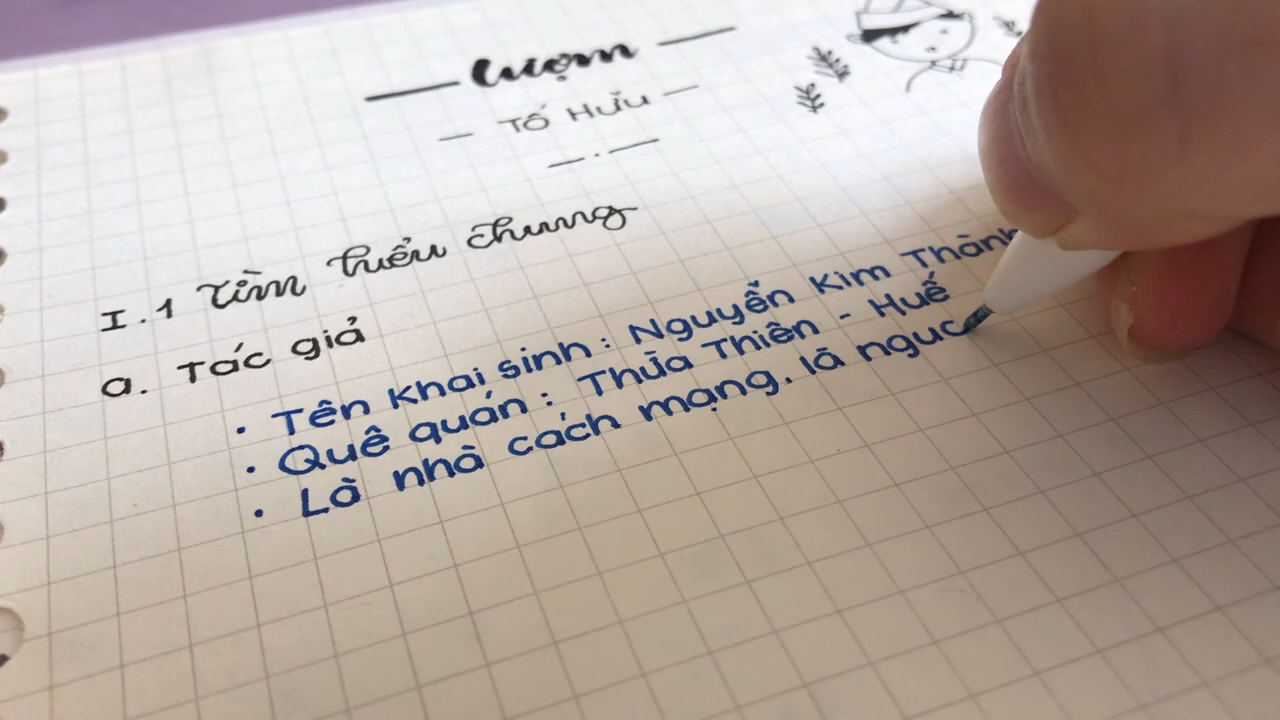 Lượm
Tố Hữu
I.1 Tìm hiểu chung
a. Tác giả
• Tên khai sinh: Nguyễn Kim Thành
• Quê quán: Thừa Thiên - Huế
• Là nhà cách mạng. là